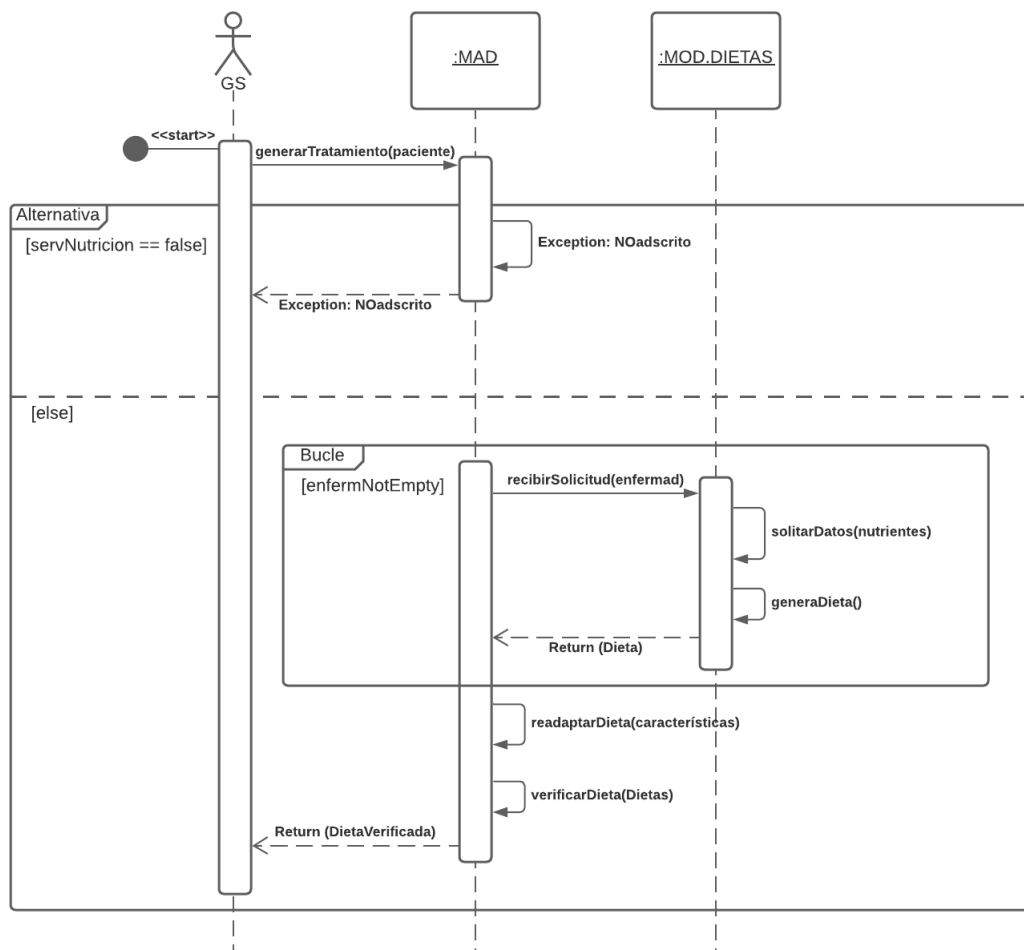 GS
:MAD
:MOD.DIETAS
<<start>>
generarTratamiento(paciente)
Alternativa
[servNutricion == false]
Exception: NOadscrito
Exception: NOadscrito
[else]
Bucle
[enfermNotEmpty]
recibirSolicitud(enfermad)
solitarDatos(nutrientes)
generaDieta()
Return (Dieta)
readaptarDieta(características)
verificarDieta(Dietas)
Return (DietaVerificada)